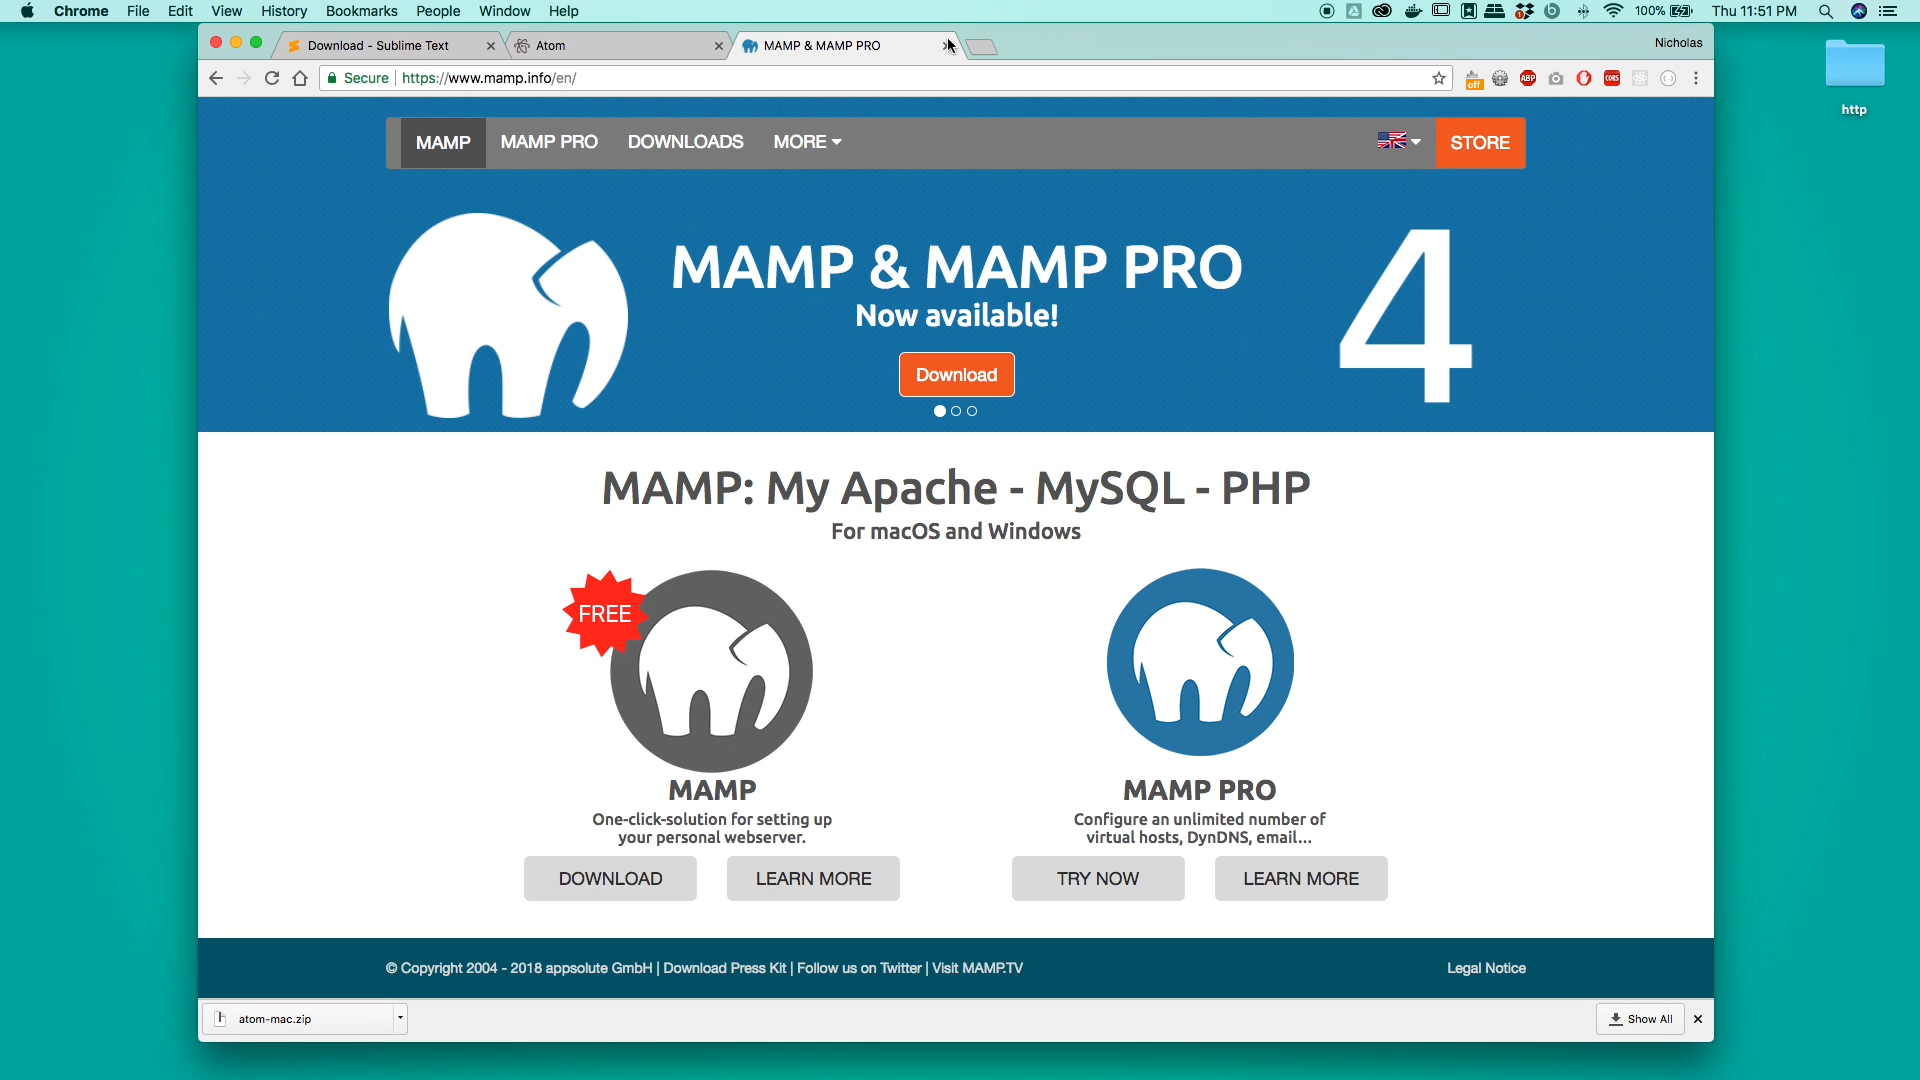 Chrome File Edit View History Bookmarks People Window Help 100% Thu 11:51 PM
Download - Sublime Text Atom MAMP & MAMP PRO Nicholas
Secure https://www.mamp.info/en/ off ABP CORS
http
MAMP MAMP PRO DOWNLOADS MORE STORE
MAMP & MAMP PRO
Now available!
4
Download
MAMP: My Apache - MySQL - PHP
For macOS and Windows
FREE
MAMP
One-click-solution for setting up
your personal webserver.
DOWNLOAD LEARN MORE
MAMP PRO
Configure an unlimited number of
virtual hosts, DynDNS, email...
TRY NOW LEARN MORE
© Copyright 2004 - 2018 appsolute GmbH | Download Press Kit | Follow us on Twitter | Visit MAMP.TV Legal Notice
atom-mac.zip Show All